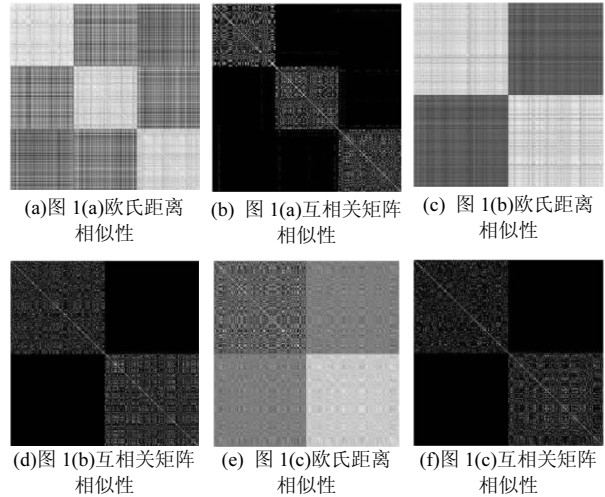 (a)图 1(a)欧氏距离
相似性
(b) 图 1(a)互相关矩阵
相似性
(c) 图 1(b)欧氏距离
相似性
(d)图 1(b)互相关矩阵
相似性
(e) 图 1(c)欧氏距离
相似性
(f)图 1(c)互相关矩阵
相似性